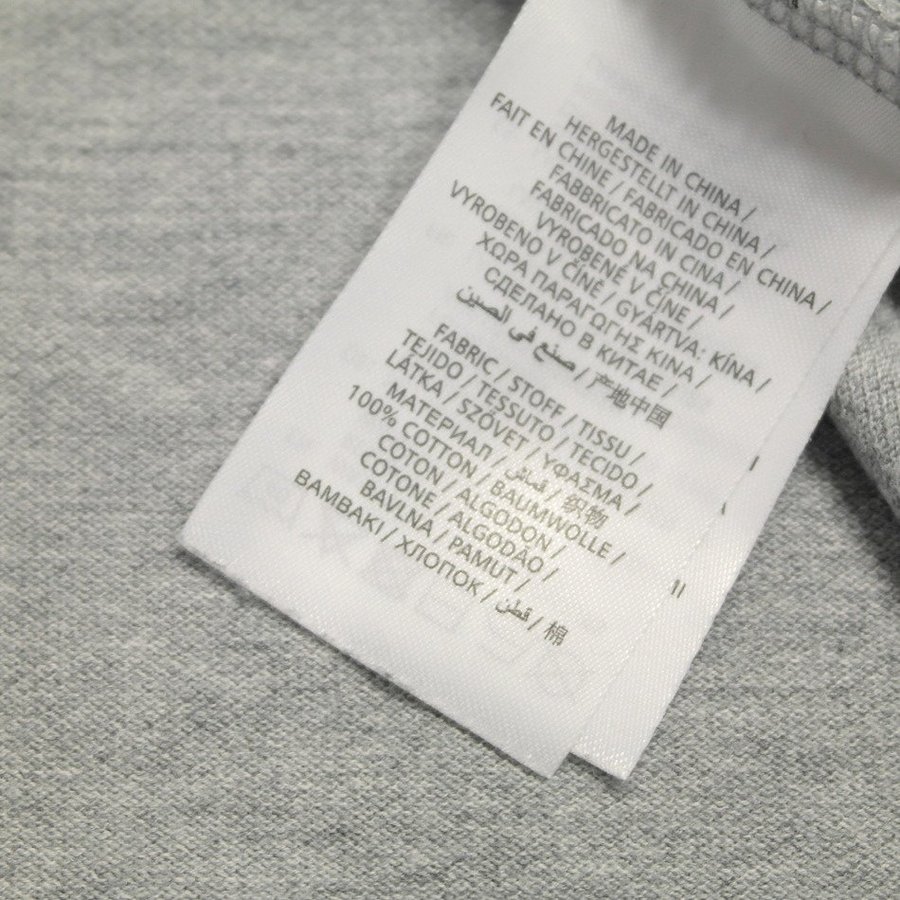 MADE IN CHINA /
HERGESTELLT IN CHINA /
FAIT EN CHINE / FABRICADO EN CHINA /
FABBRICATO IN CINA /
FABRICADO NA CHINA /
VYROBENÉ V ČÍNE /
VYROBENO V ČÍNĚ / GYÁRTVA: KÍNA /
ΧΩΡΑ ΠΑΡΑΓΩΓΗΣ ΚΙΝΑ /
СДЕЛАНО В КИТАЕ /
صنع في الصين / 产地中国
FABRIC / STOFF / TISSU /
TEJIDO / TESSUTO / TECIDO /
LÁTKA / SZÖVET / ΥΦΑΣΜΑ /
МАТЕРИАЛ / قماش / 织物
100% COTTON / BAUMWOLLE /
COTON / ALGODON /
COTONE / ALGODÃO /
BAVLNA / PAMUT /
BAMBAKI / ХЛОПОК / قطن / 棉